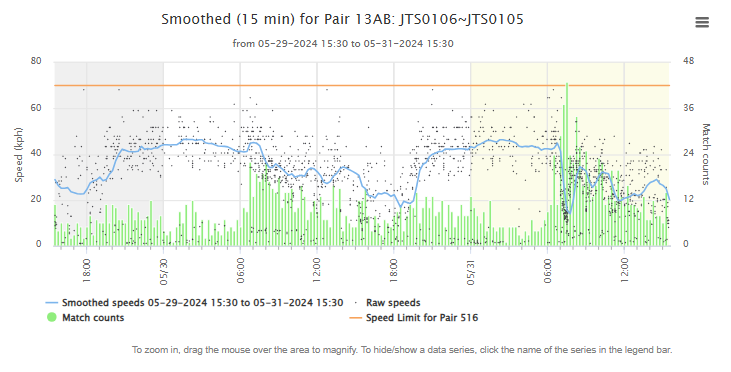 Smoothed (15 min) for Pair 13AB: JTS0106~JTS0105
from 05-29-2024 15:30 to 05-31-2024 15:30
80 48
60 36
40 24
20 12
0 0
Speed (kph)
Match counts
18:00 05/30 06:00 12:00 18:00 05/31 06:00 12:00
Smoothed speeds 05-29-2024 15:30 to 05-31-2024 15:30 Raw speeds
Match counts Speed Limit for Pair 516
To zoom in, drag the mouse over the area to magnify. To hide/show a data series, click the name of the series in the legend bar.